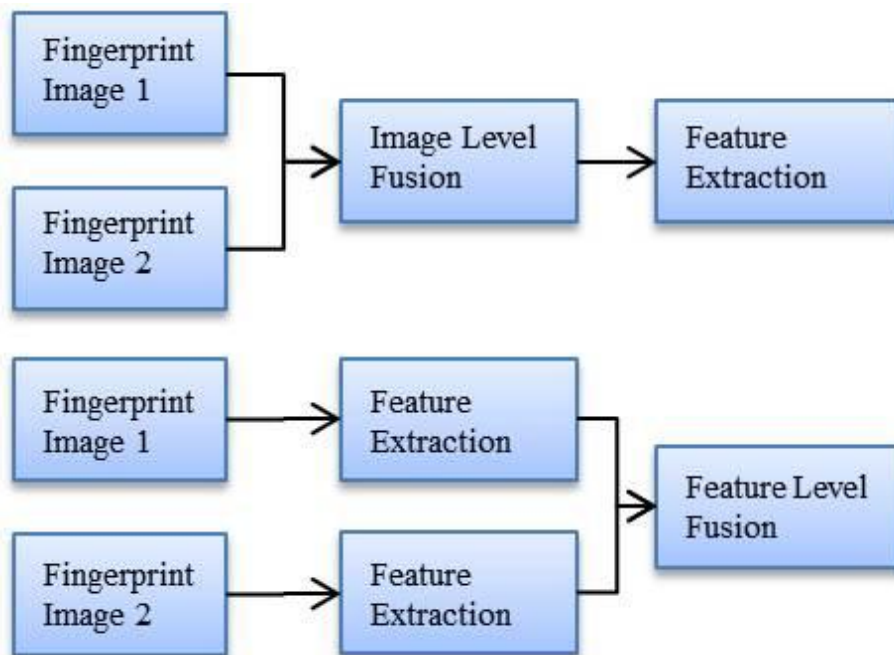 Fingerprint
Image 1
Image Level
Fusion
Feature
Extraction
Fingerprint
Image 2
Fingerprint
Image 1
Feature
Extraction
Feature Level
Fusion
Fingerprint
Image 2
Feature
Extraction